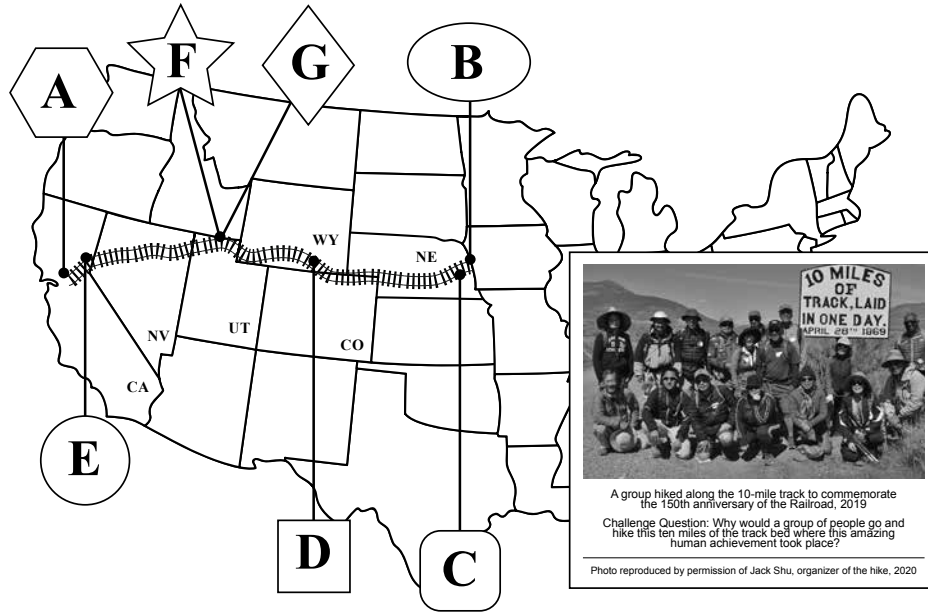 F
G
B
A
WY
NE
NV
UT
CO
CA
E
D
C
10 MILES
OF
TRACK, LAID
IN ONE DAY.
APRIL 28TH 1869
A group hiked along the 10-mile track to commemorate
the 150th anniversary of the Railroad, 2019
Challenge Question: Why would a group of people go and
hike this ten miles of the track bed where this amazing
human achievement took place?
Photo reproduced by permission of Jack Shu, organizer of the hike, 2020